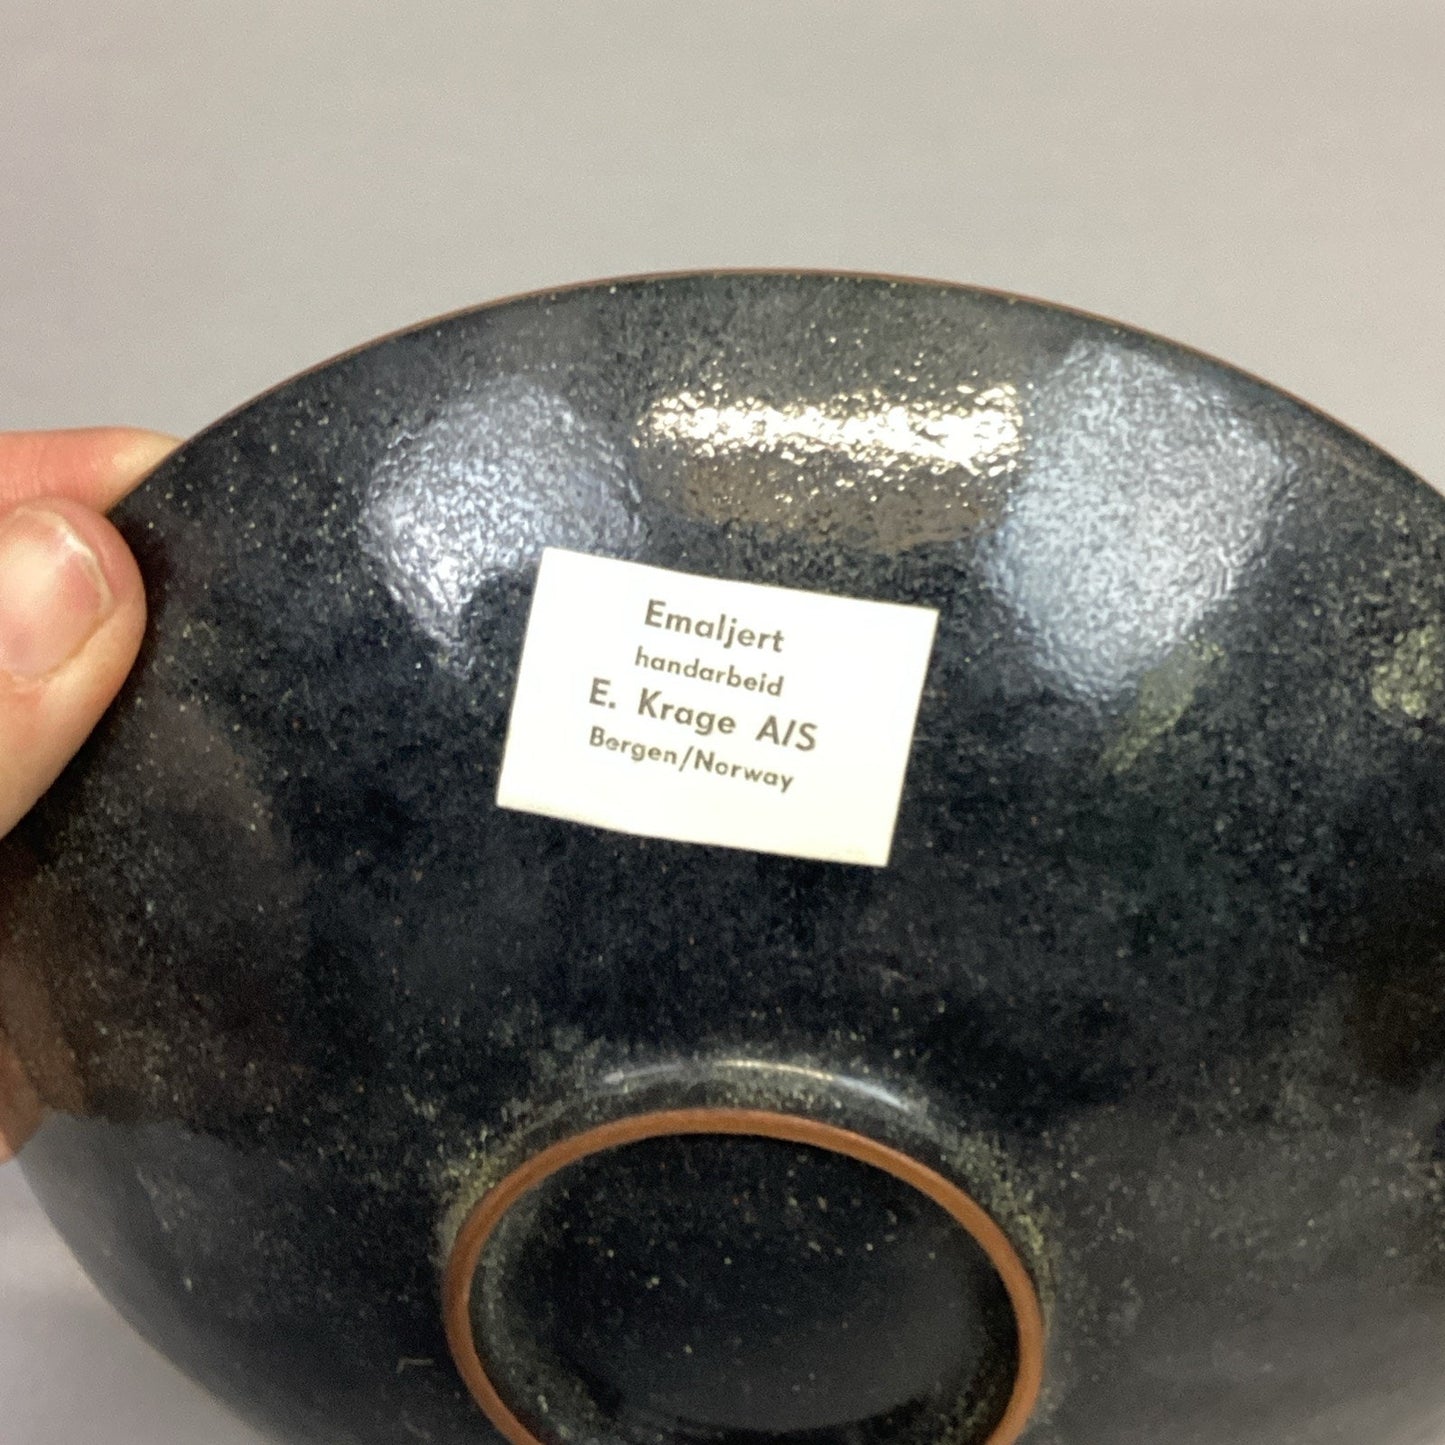 Emaljert
handarbeid
E. Krage A/S
Bergen/Norway